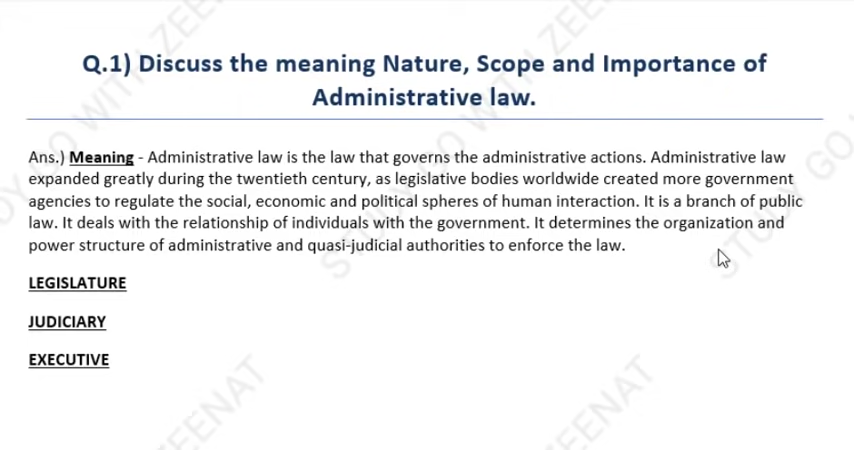 Q.1) Discuss the meaning Nature, Scope and Importance of
Administrative law.
Ans.) Meaning - Administrative law is the law that governs the administrative actions. Administrative law
expanded greatly during the twentieth century, as legislative bodies worldwide created more government
agencies to regulate the social, economic and political spheres of human interaction. It is a branch of public
law. It deals with the relationship of individuals with the government. It determines the organization and
power structure of administrative and quasi-judicial authorities to enforce the law.
LEGISLATURE
JUDICIARY
EXECUTIVE
STUDY GO WITH ZEENAT